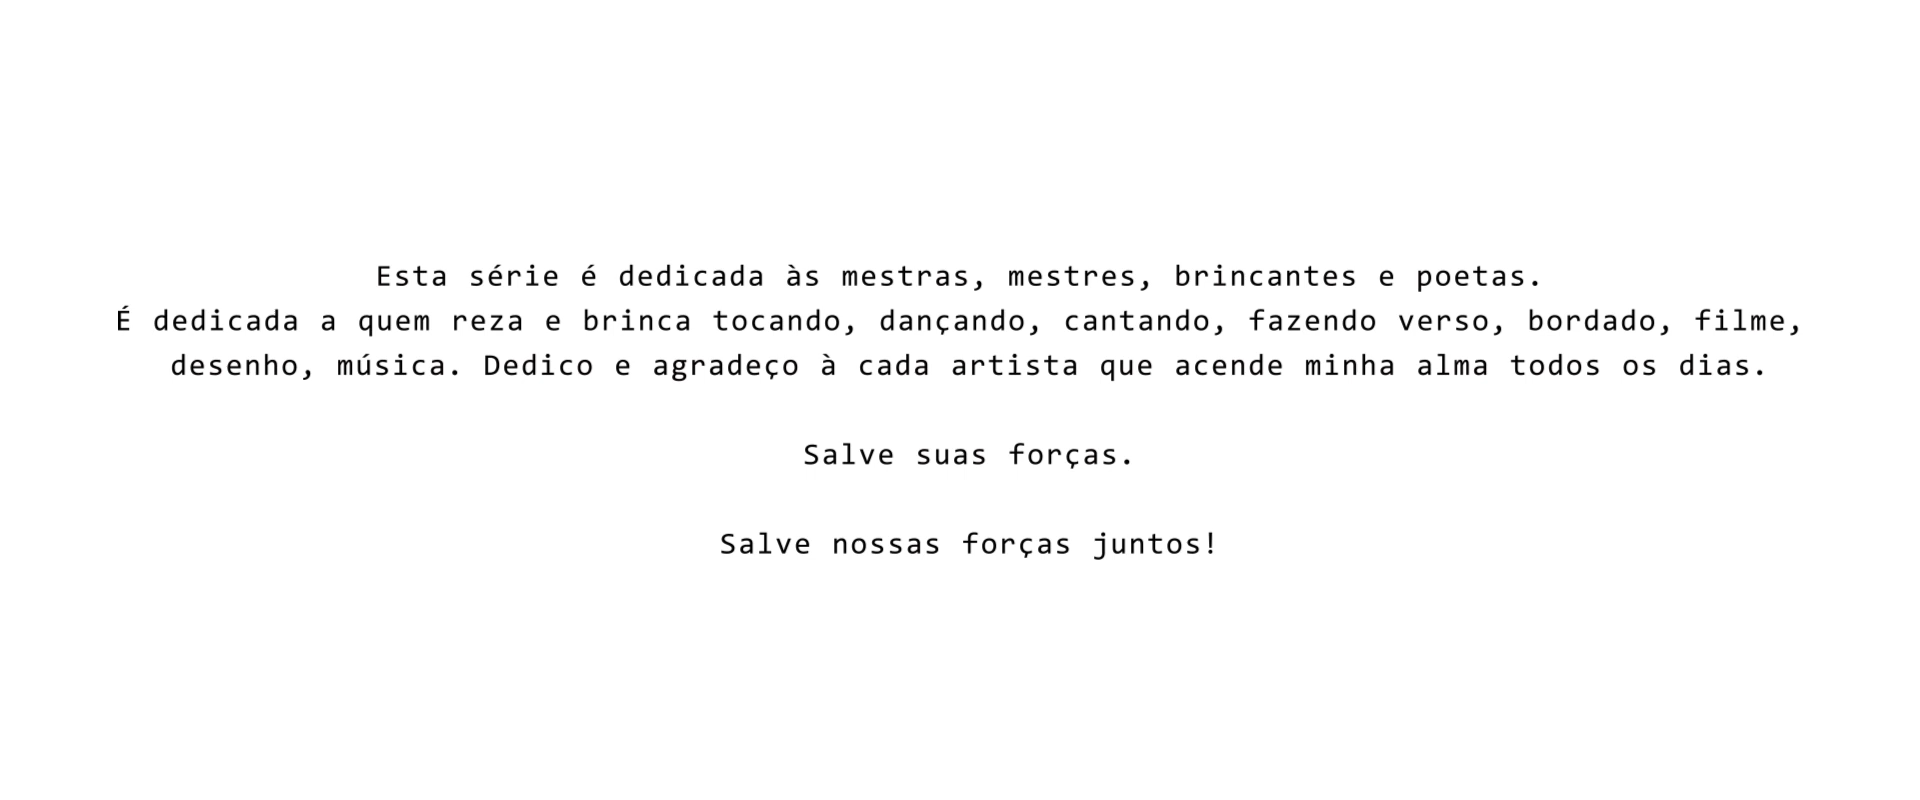 Esta série é dedicada às mestras, mestres, brincantes e poetas.
É dedicada a quem reza e brinca tocando, dançando, cantando, fazendo verso, bordado, filme,
desenho, música. Dedico e agradeço à cada artista que acende minha alma todos os dias.
Salve suas forças.
Salve nossas forças juntos!